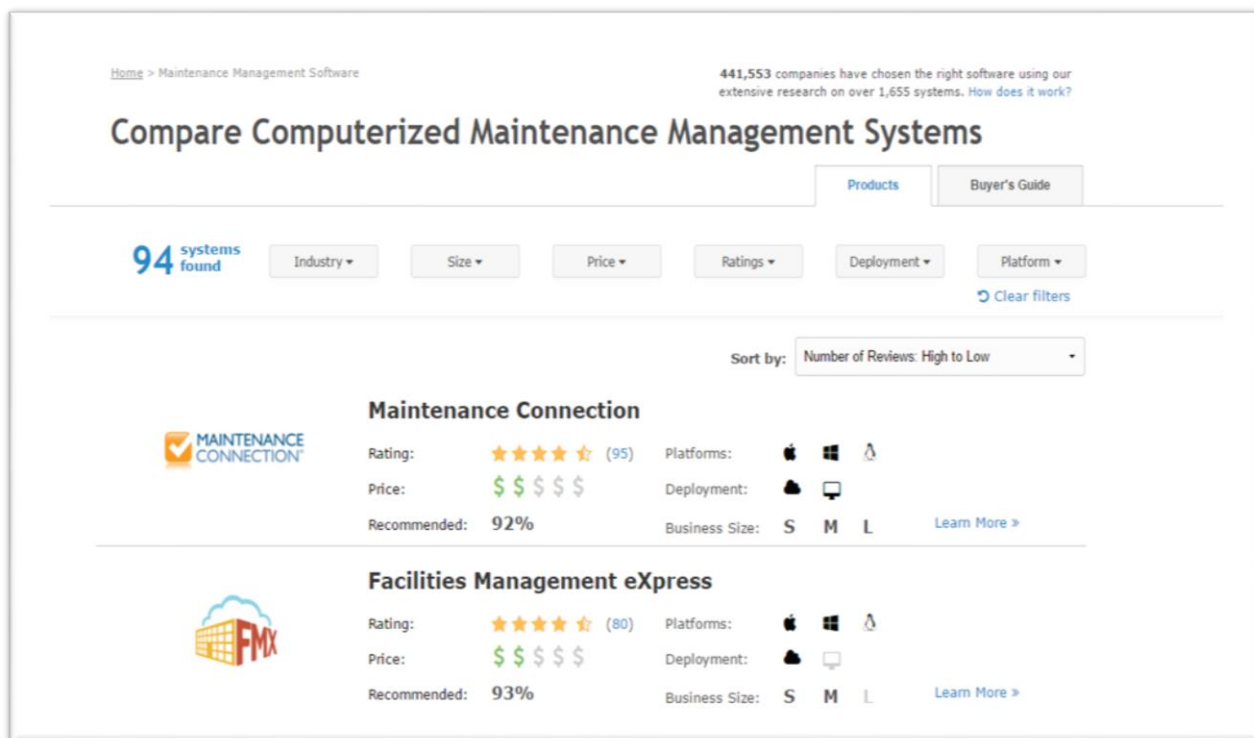 Home > Maintenance Management Software
441,553 companies have chosen the right software using our
extensive research on over 1,655 systems. How does it work?
Compare Computerized Maintenance Management Systems
Products
Buyer's Guide
94 systems
found
Industry
Size
Price
Ratings
Deployment
Platform
Clear filters
Sort by: Number of Reviews: High to Low
MAINTENANCE
CONNECTION
Maintenance Connection
Rating: (95) Platforms:
Price: $ $ $ $ $ Deployment:
Recommended: 92% Business Size: S M L Learn More »
FMX
Facilities Management eXpress
Rating: (80) Platforms:
Price: $ $ $ $ $ Deployment:
Recommended: 93% Business Size: S M L Learn More »